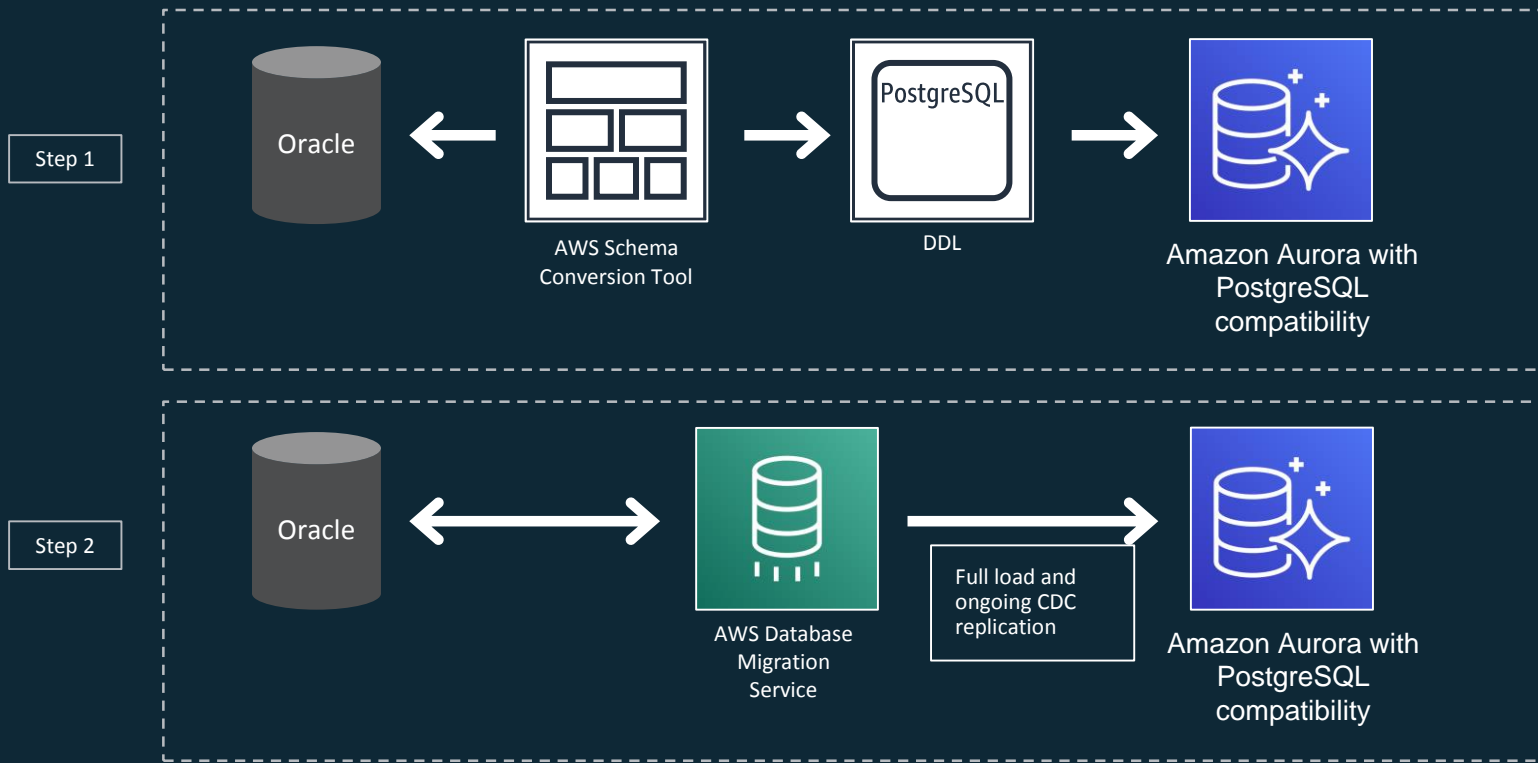 Step 1
Oracle
AWS Schema
Conversion Tool
PostgreSQL
DDL
Amazon Aurora with
PostgreSQL
compatibility
Step 2
Oracle
AWS Database
Migration
Service
Full load and
ongoing CDC
replication
Amazon Aurora with
PostgreSQL
compatibility